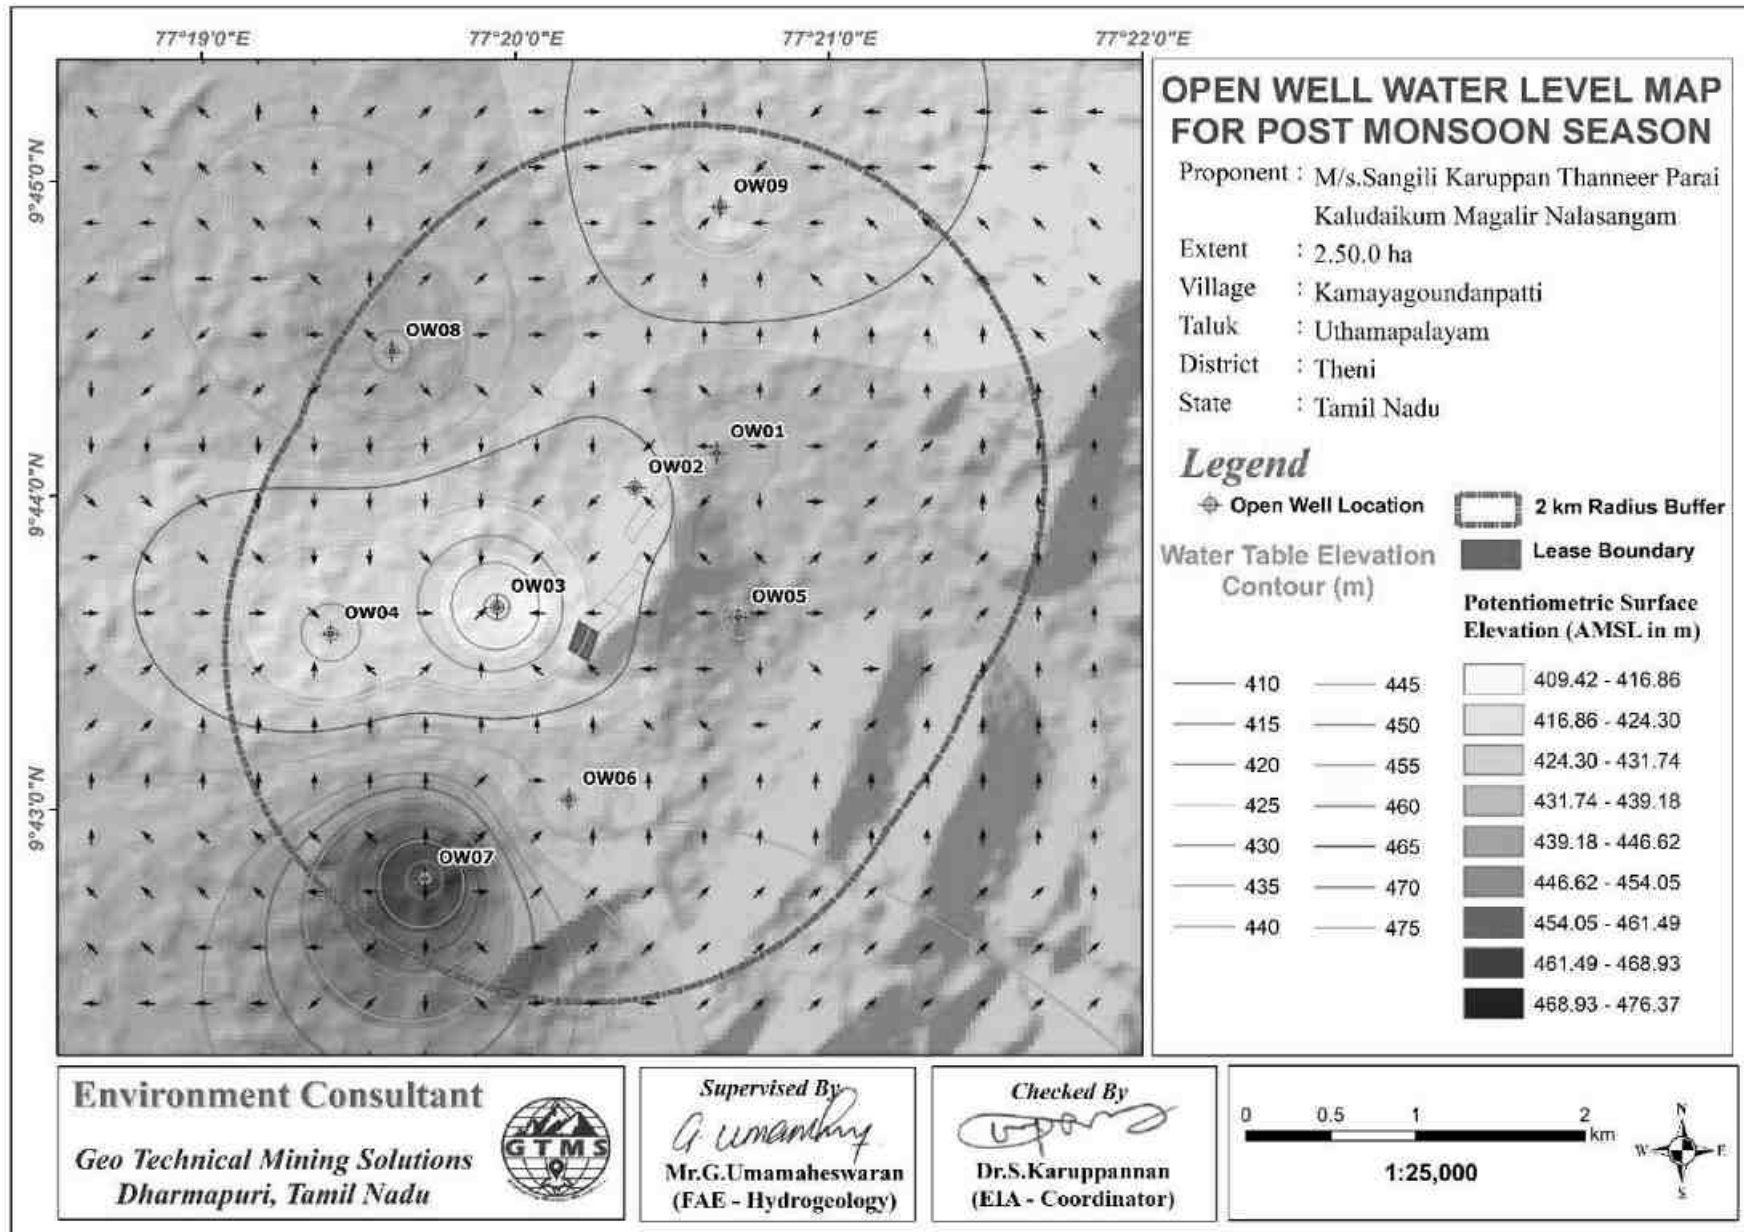 77°19'0"E
77°20'0"E
77°21'0"E
77°22'0"E
9°45'0"N
9°44'0"N
9°43'0"N
OW09
OW08
OW01
OW02
OW03
OW04
OW05
OW06
OW07
OPEN WELL WATER LEVEL MAP
FOR POST MONSOON SEASON
Proponent : M/s.Sangili Karuppan Thanneer Parai
Kaludaikum Magalir Nalasangam
Extent : 2.50.0 ha
Village : Kamayagoundanpatti
Taluk : Uthamapalayam
District : Theni
State : Tamil Nadu
Legend
Open Well Location
2 km Radius Buffer
Lease Boundary
Water Table Elevation
Contour (m)
410
415
420
425
430
435
440
445
450
455
460
465
470
475
Potentiometric Surface
Elevation (AMSL in m)
409.42 - 416.86
416.86 - 424.30
424.30 - 431.74
431.74 - 439.18
439.18 - 446.62
446.62 - 454.05
454.05 - 461.49
461.49 - 468.93
468.93 - 476.37
Environment Consultant
Geo Technical Mining Solutions
Dharmapuri, Tamil Nadu
GTMS
Supervised By
Mr.G.Umamaheswaran
(FAE - Hydrogeology)
Checked By
Dr.S.Karuppannan
(EIA - Coordinator)
0 0.5 1 2
km
1:25,000
N
W E
S